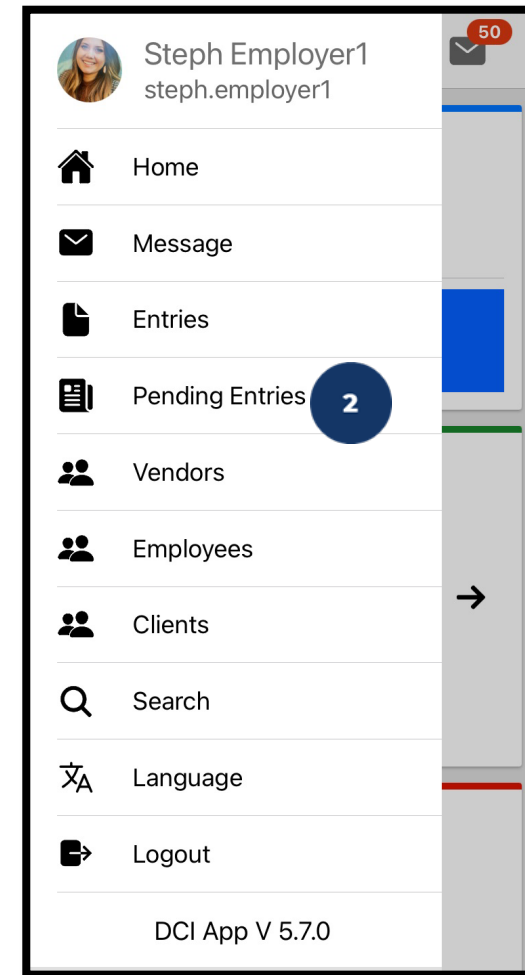 Steph Employer1
50
steph.employer1
Home
Message
Entries
Pending Entries
2
Vendors
Employees
Clients
Search
Language
Logout
DCI App V 5.7.0